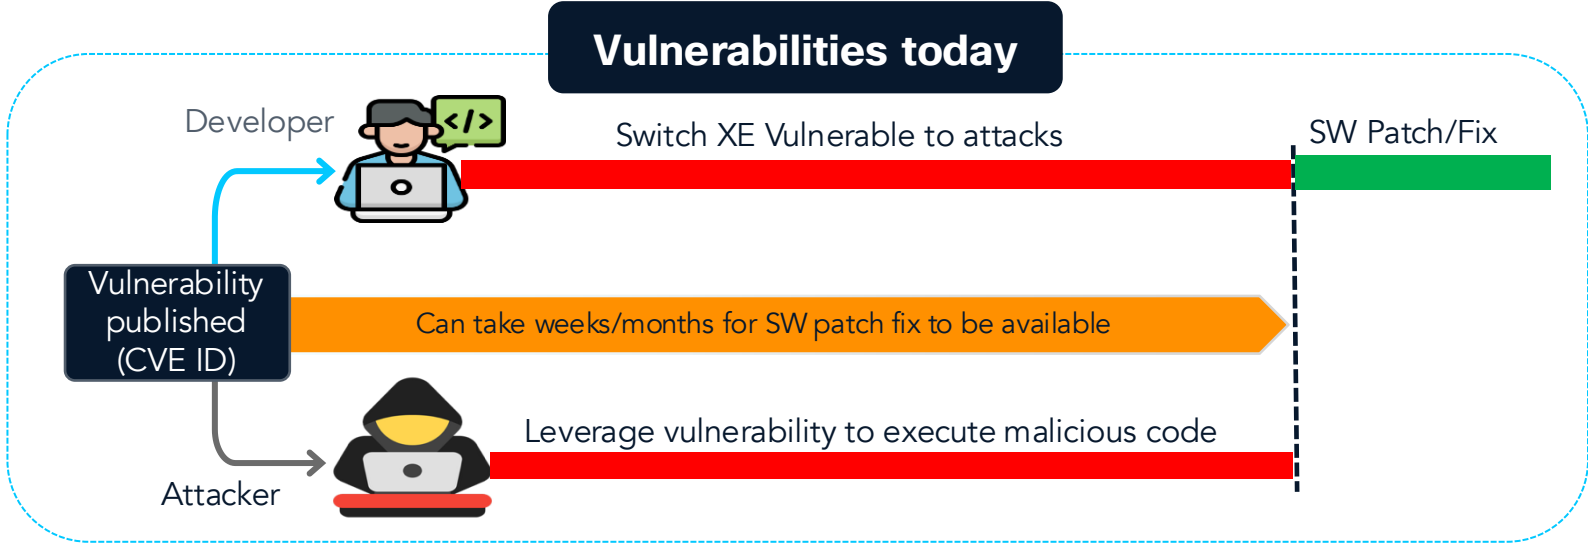 Vulnerabilities today
Developer
</>
Switch XE Vulnerable to attacks
SW Patch/Fix
Vulnerability
published
(CVE ID)
Can take weeks/months for SW patch fix to be available
Leverage vulnerability to execute malicious code
Attacker